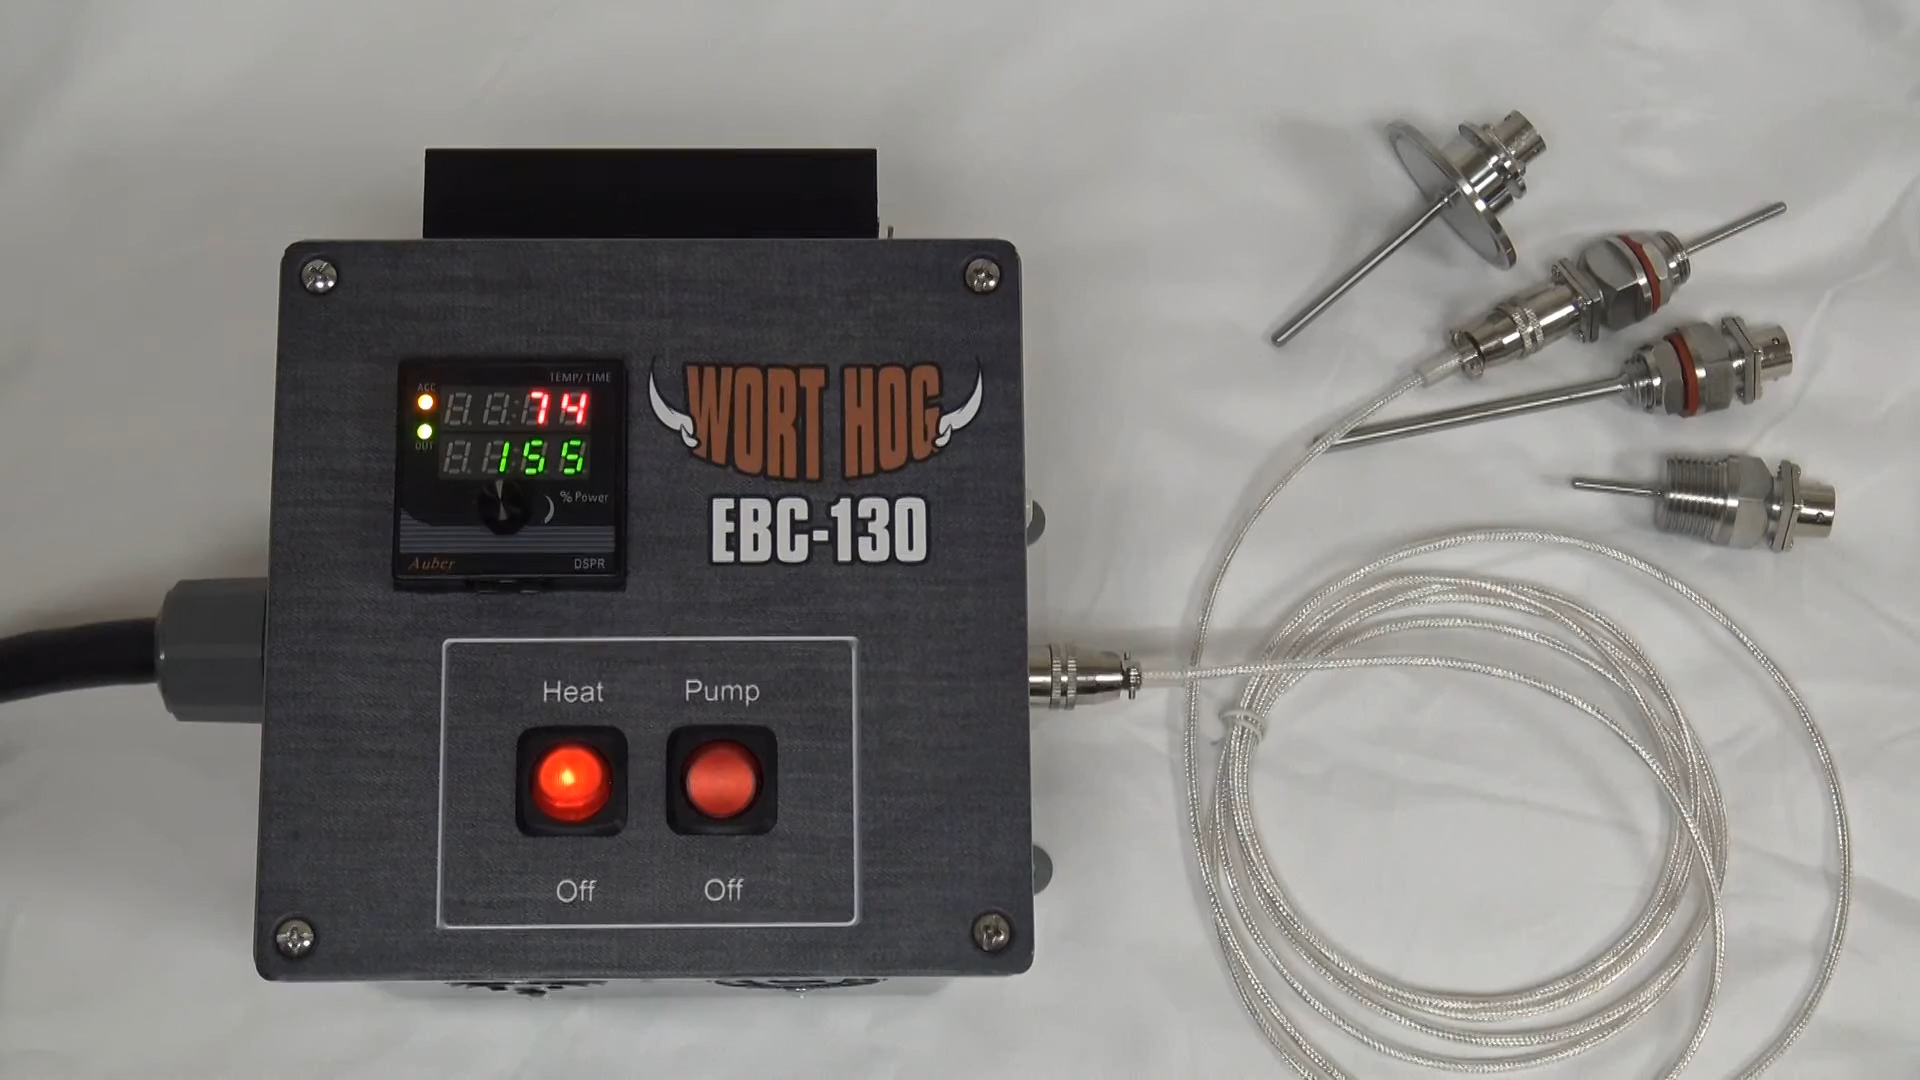 TEMP/TIME
ACC
74
OUT
155
% Power
Auber
DSPR
WORT HOG
EBC-130
Heat
Pump
Off
Off